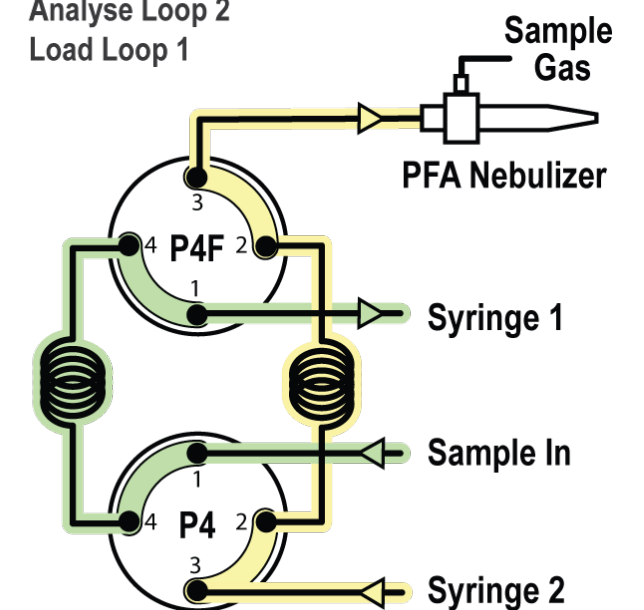 Analyse Loop 2
Load Loop 1
Sample
Gas
PFA Nebulizer
3
4 P4F 2
1
Syringe 1
Sample In
1
4 P4 2
3
Syringe 2